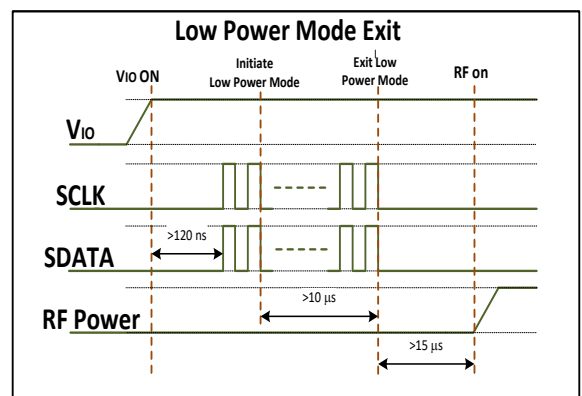 Low Power Mode Exit
VIO ON
Initiate
Low Power Mode
Exit Low
Power Mode
RF on
VIO
SCLK
>120 ns
SDATA
>10 μs
RF Power
>15 μs